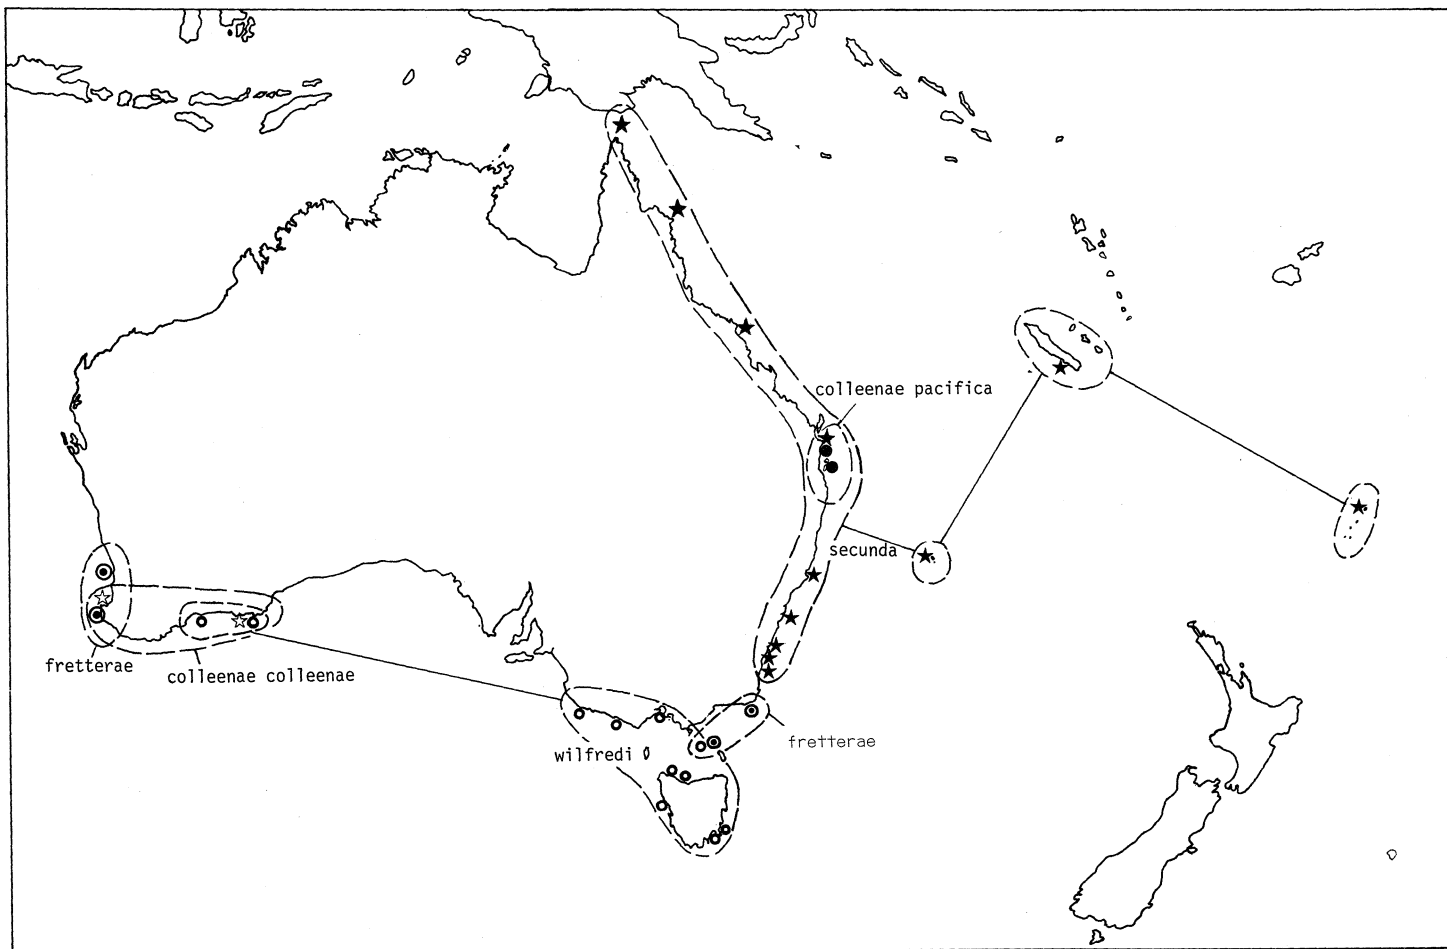 colleenae pacifica
secunda
fretterae
colleenae colleenae
fretterae
wilfredi